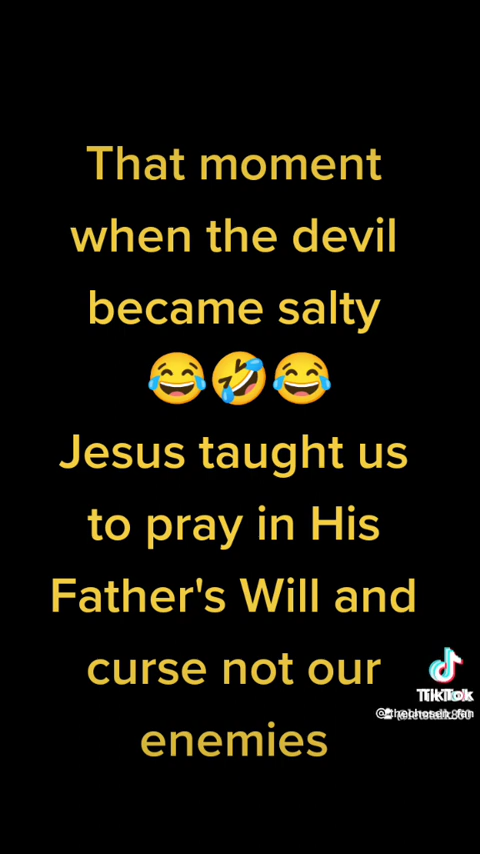 That moment
when the devil
became salty
😂🤣😂
Jesus taught us
to pray in His
Father's Will and
curse not our
enemies
TikTok